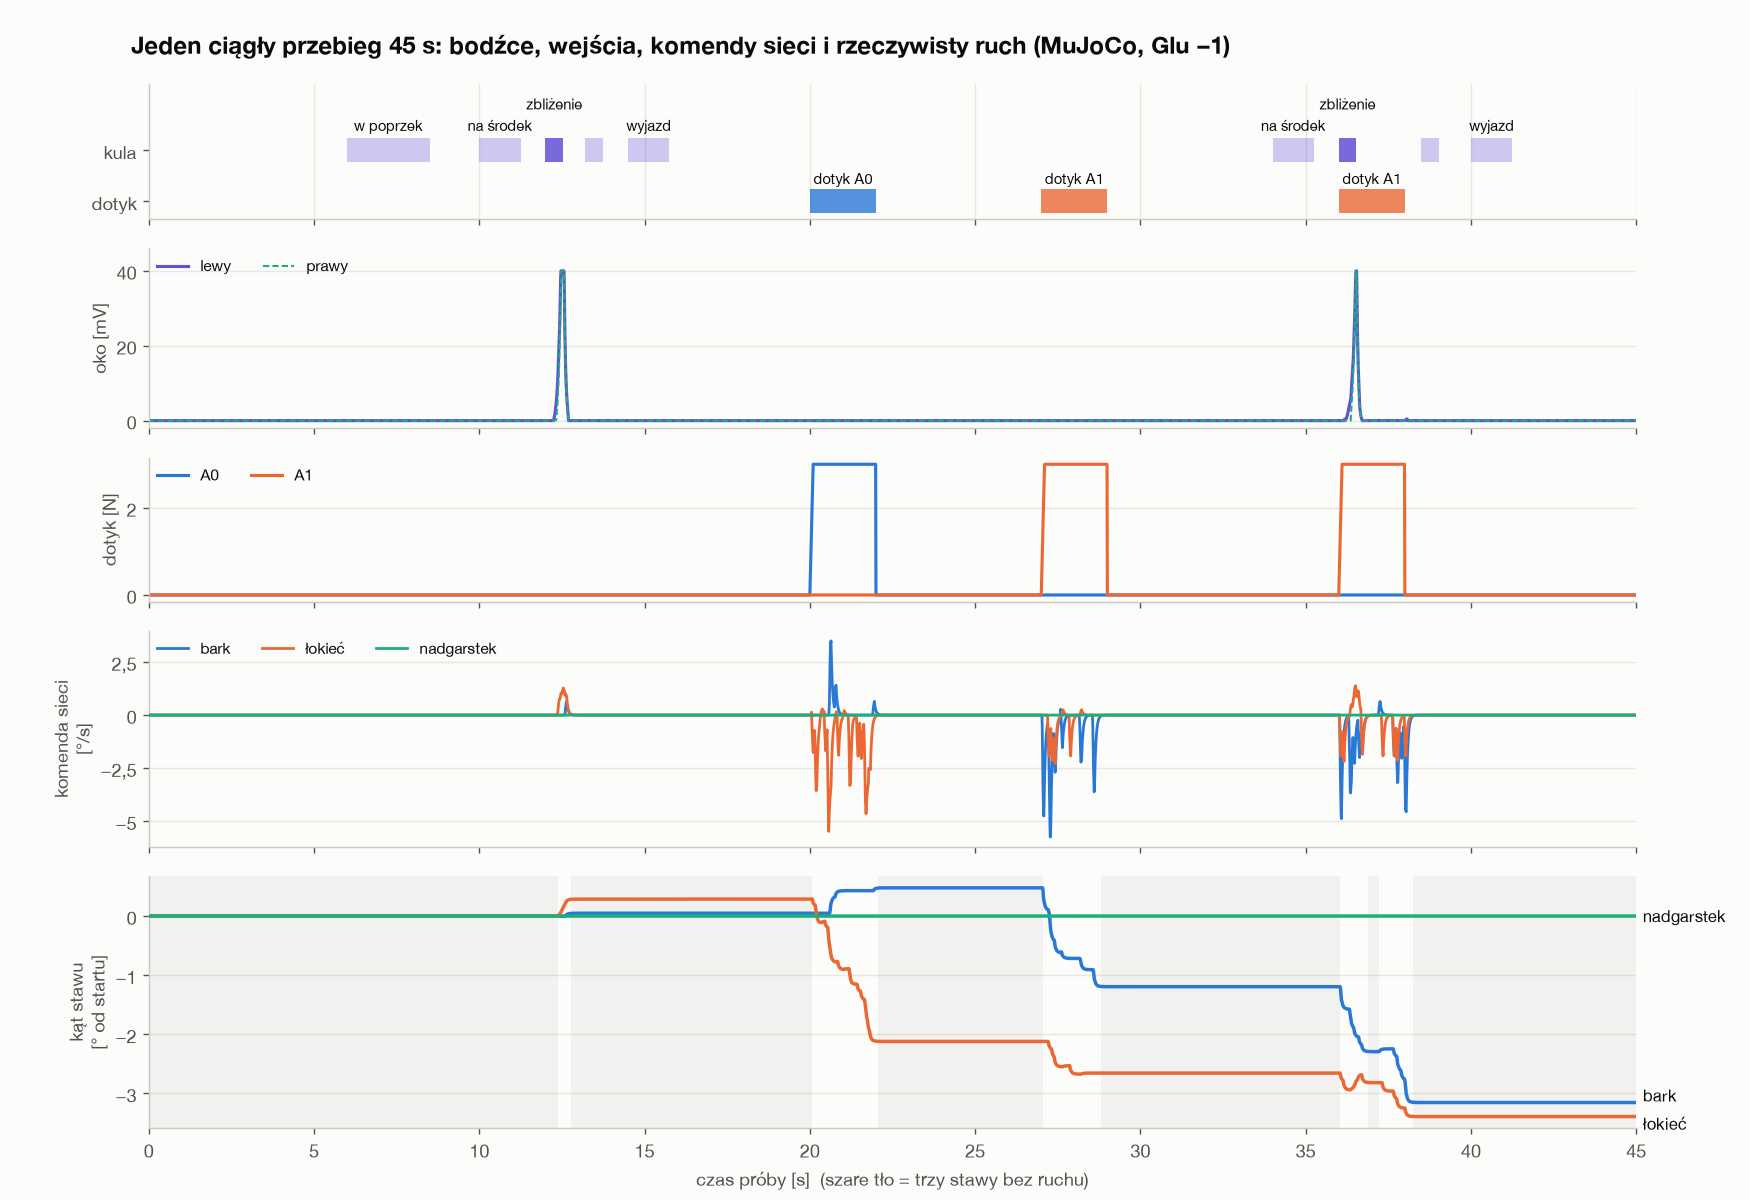 Jeden ciągły przebieg 45 s: bodźce, wejścia, komendy sieci i rzeczywisty ruch (MuJoCo, Glu −1)
zbliżenie zbliżenie
w poprzek na środek wyjazd na środek wyjazd
kula
dotyk A0 dotyk A1 dotyk A1
dotyk
lewy prawy
40
20
0
oko [mV]
A0 A1
2
0
dotyk [N]
bark łokieć nadgarstek
2,5
0
−2,5
−5
komenda sieci
[°/s]
0
−1
−2
−3
kąt stawu
[° od startu]
nadgarstek
bark
łokieć
0 5 10 15 20 25 30 35 40 45
czas próby [s] (szare tło = trzy stawy bez ruchu)